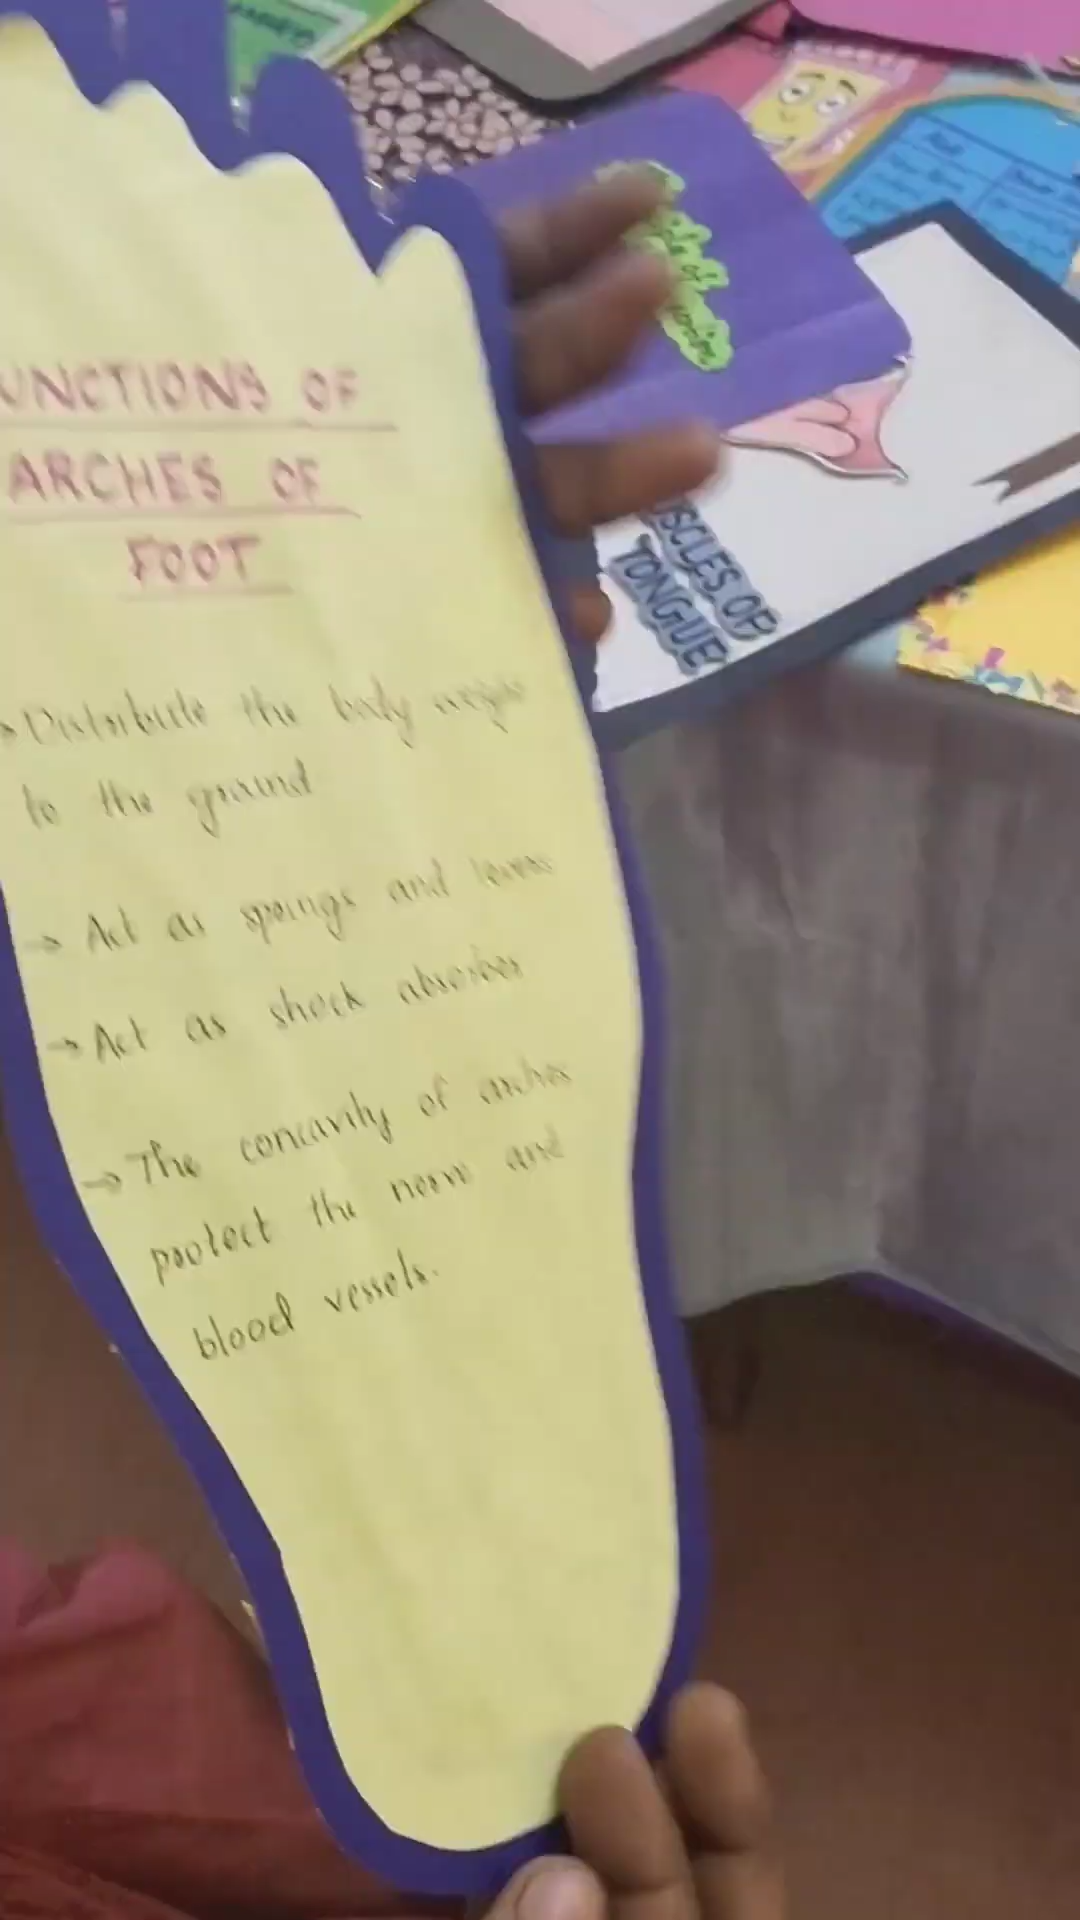 UNCTIONS OF
ARCHES OF
FOOT
→ Distribute the body weight
to the ground
→ Act as springs and levers
→ Act as shock absorber
→ The concavity of arches
protect the nerve and
blood vessels.
USCLES OF
TONGUE